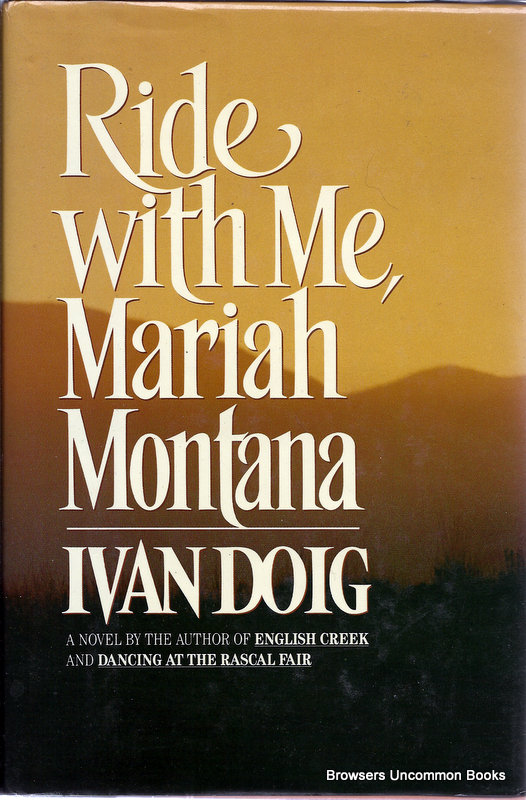 Ride
with Me,
Mariah
Montana
IVAN DOIG
A NOVEL BY THE AUTHOR OF ENGLISH CREEK
AND DANCING AT THE RASCAL FAIR
Browsers Uncommon Books